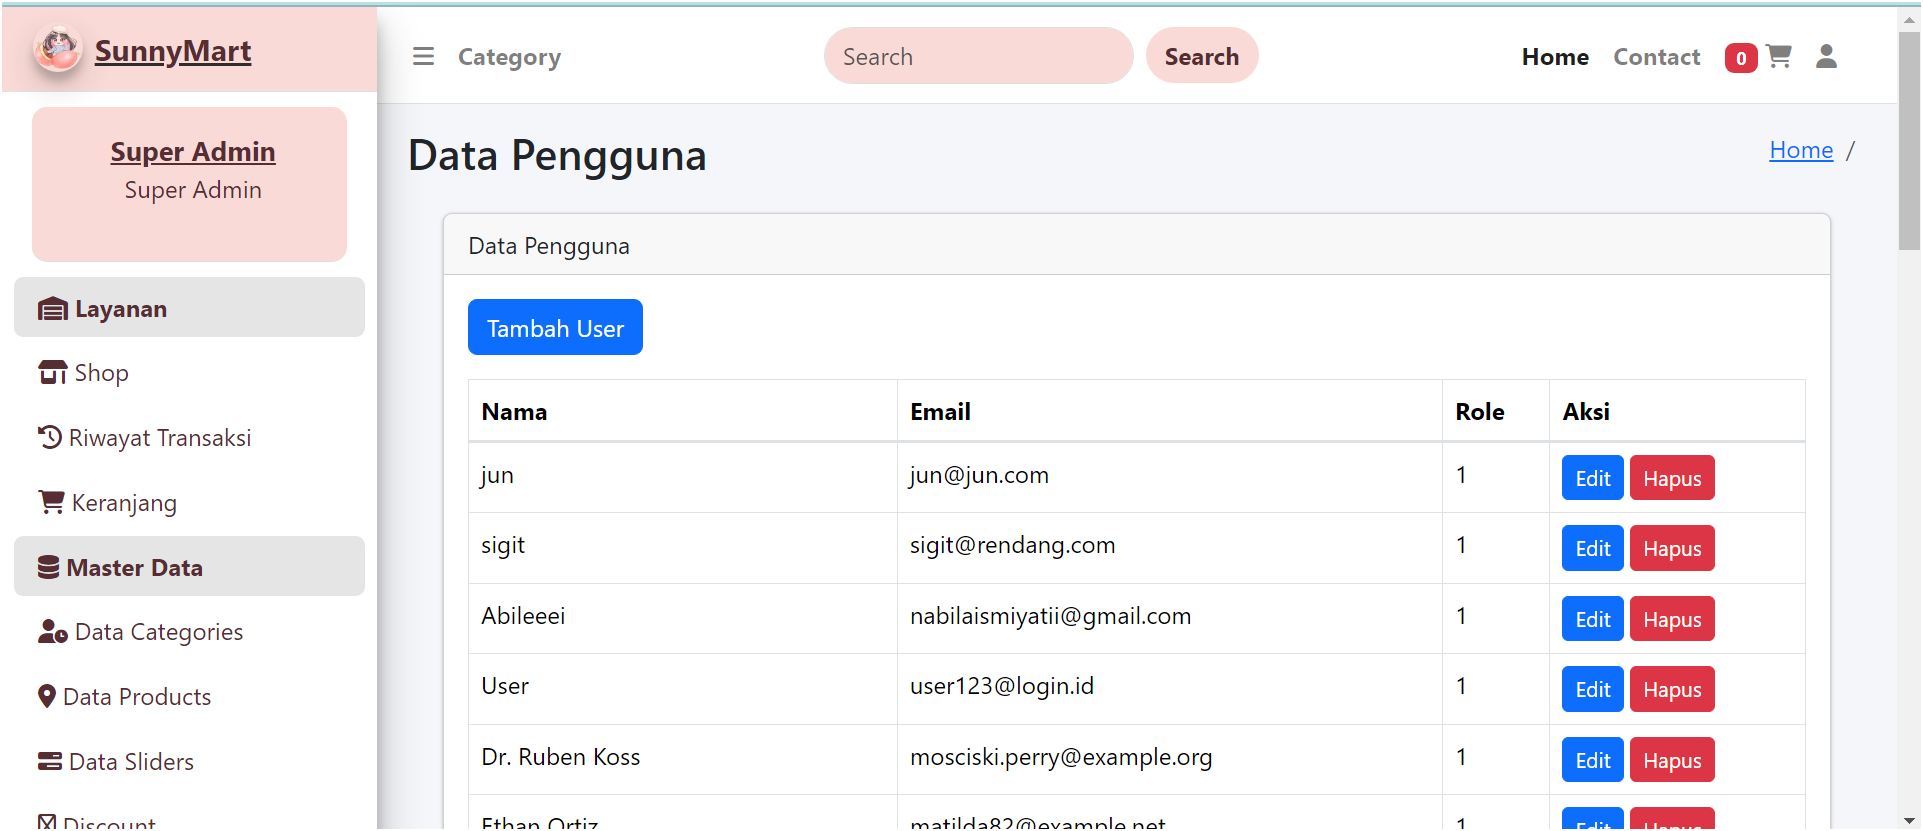 SunnyMart
Category
Search
Search
Home
Contact
0
Super Admin
Super Admin
Layanan
Shop
Riwayat Transaksi
Keranjang
Master Data
Data Categories
Data Products
Data Sliders
Discount
Data Pengguna
Home /
Data Pengguna
Tambah User
Nama Email Role Aksi
jun jun@jun.com 1 Edit Hapus
sigit sigit@rendang.com 1 Edit Hapus
Abileeei nabilaismiyatii@gmail.com 1 Edit Hapus
User user123@login.id 1 Edit Hapus
Dr. Ruben Koss mosciski.perry@example.org 1 Edit Hapus
Ethan Ortiz matilda82@example.net 1 Edit Hapus